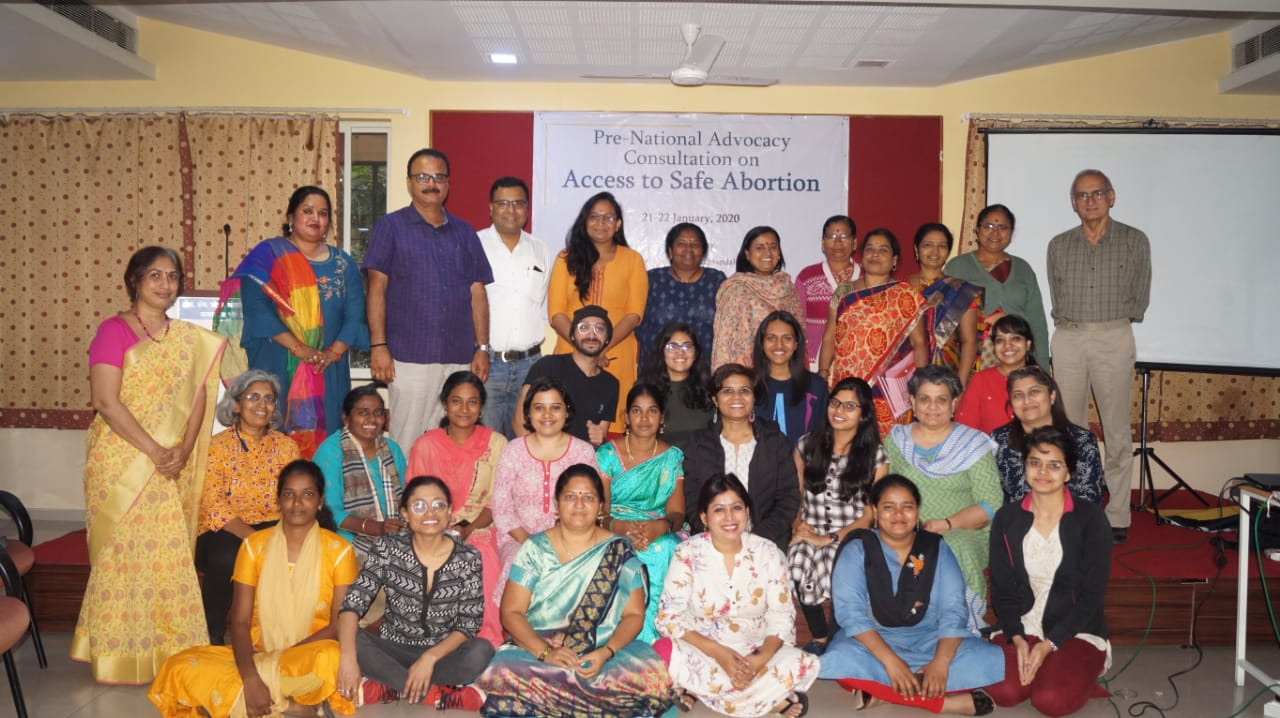 Pre-National Advocacy
Consultation on
Access to Safe Abortion
21-22 January, 2020